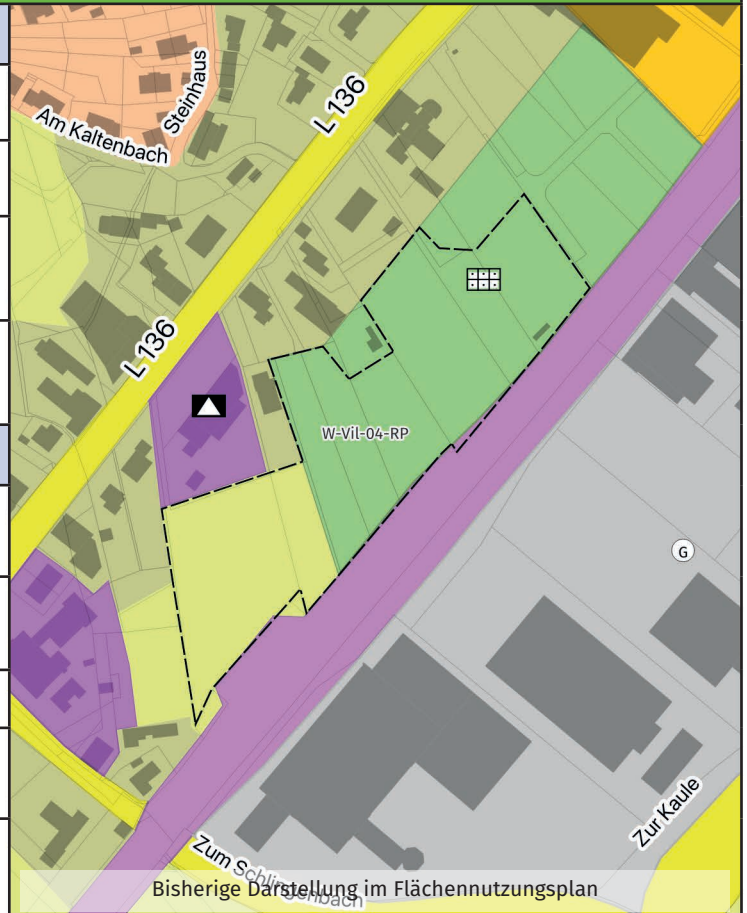 Steinhaus
L 136
Am Kaltenbach
L 136
W-Vil-04-RP
G
Zur Kaule
Zum Schlingenbach
Bisherige Darstellung im Flächennutzungsplan